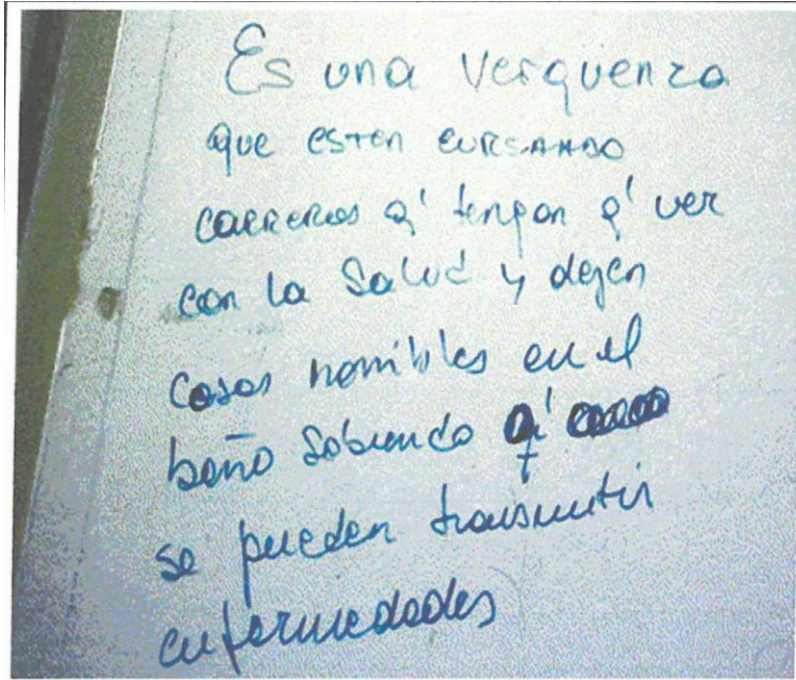 Es una verguenza
que esten cursando
carreras q' tengan q' ver
con la Salud y dejen
cosas horribles en el
baño sabiendo q'
se pueden transmitir
enfermedades